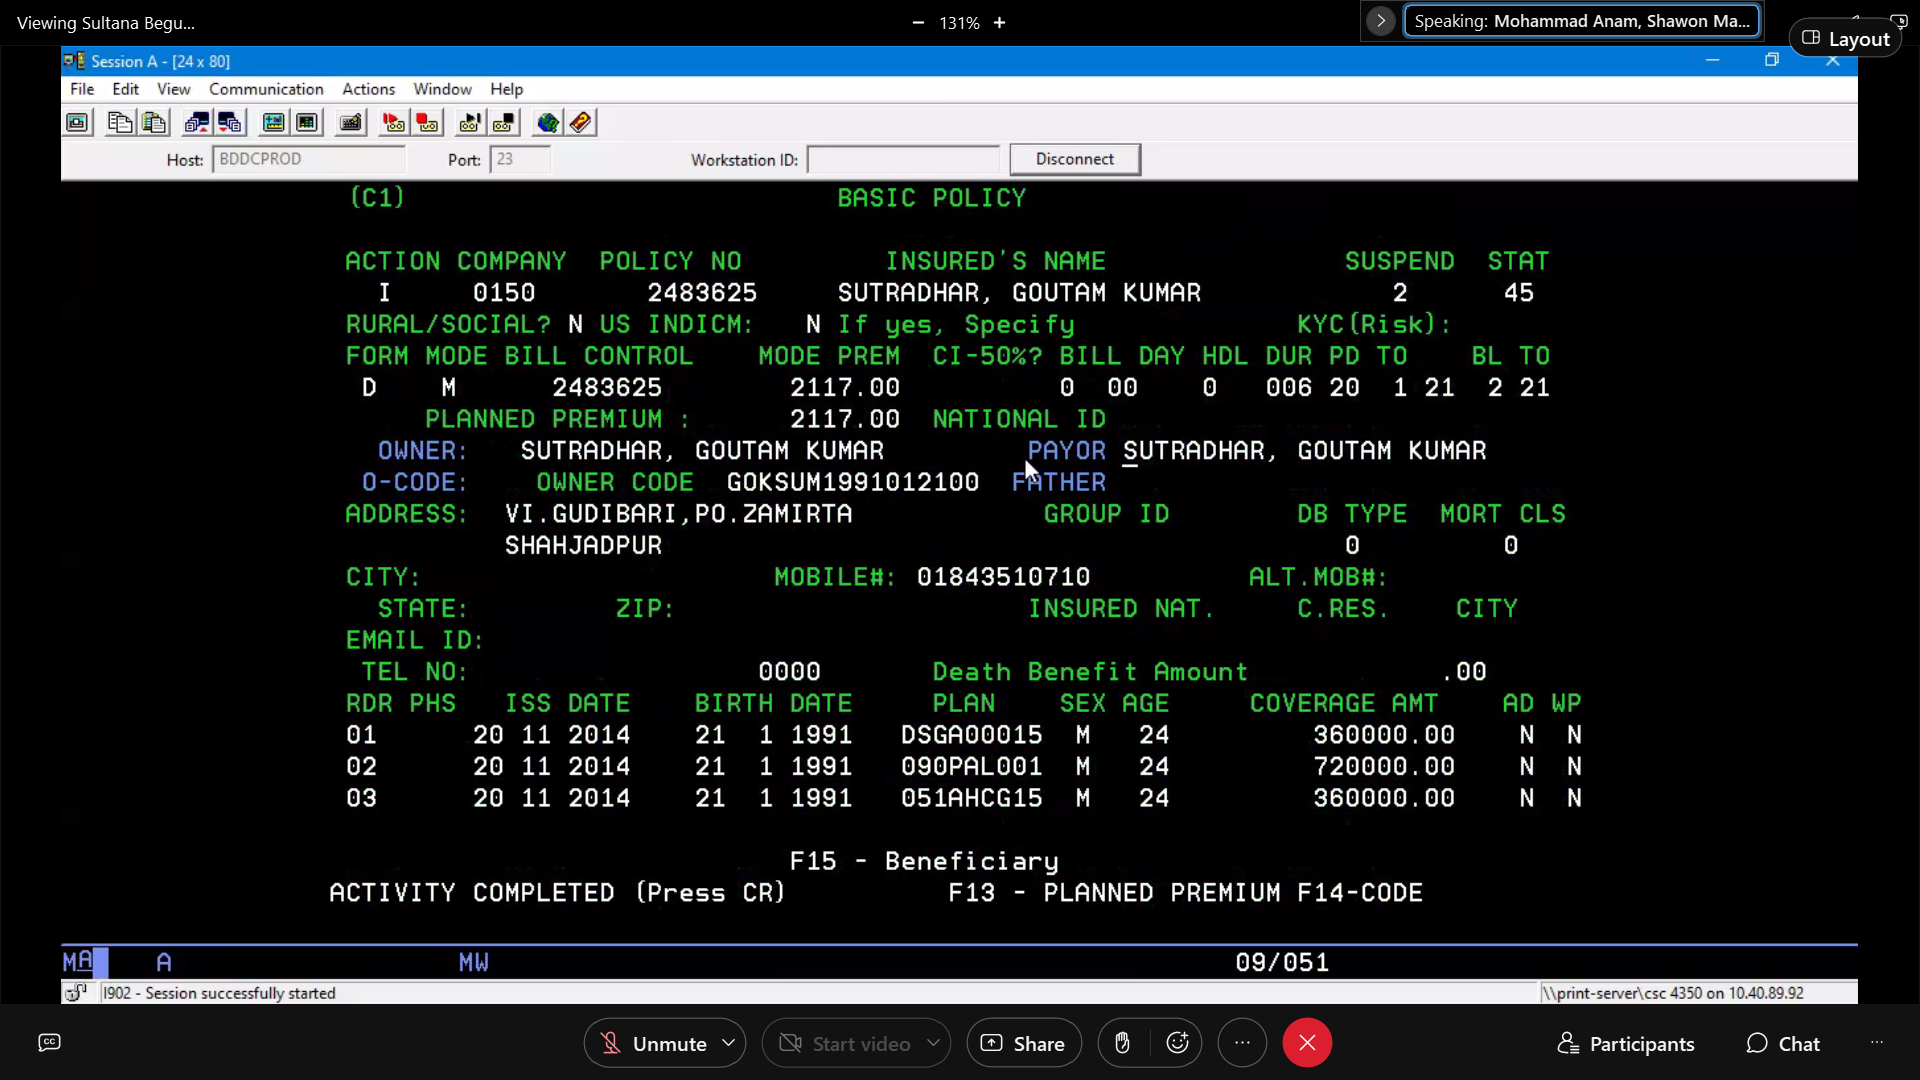 Viewing Sultana Begu...
131%
Speaking: Mohammad Anam, Shawon Ma...
Layout
Session A - [24 x 80]
File Edit View Communication Actions Window Help
Host: BDDCPROD Port: 23 Workstation ID: Disconnect
(C1) BASIC POLICY
ACTION COMPANY POLICY NO INSURED'S NAME SUSPEND STAT
I 0150 2483625 SUTRADHAR, GOUTAM KUMAR 2 45
RURAL/SOCIAL? N US INDICM: N If yes, Specify KYC(Risk):
FORM MODE BILL CONTROL MODE PREM CI-50%? BILL DAY HDL DUR PD TO BL TO
D M 2483625 2117.00 0 00 0 006 20 1 21 2 21
PLANNED PREMIUM : 2117.00 NATIONAL ID
OWNER: SUTRADHAR, GOUTAM KUMAR PAYOR SUTRADHAR, GOUTAM KUMAR
O-CODE: OWNER CODE GOKSUM1991012100 FATHER
ADDRESS: VI.GUDIBARI,PO.ZAMIRTA GROUP ID DB TYPE MORT CLS
SHAHJADPUR 0 0
CITY: MOBILE#: 01843510710 ALT.MOB#:
STATE: ZIP: INSURED NAT. C.RES. CITY
EMAIL ID:
TEL NO: 0000 Death Benefit Amount .00
RDR PHS ISS DATE BIRTH DATE PLAN SEX AGE COVERAGE AMT AD WP
01 20 11 2014 21 1 1991 DSGA00015 M 24 360000.00 N N
02 20 11 2014 21 1 1991 090PAL001 M 24 720000.00 N N
03 20 11 2014 21 1 1991 051AHCG15 M 24 360000.00 N N
F15 - Beneficiary
ACTIVITY COMPLETED (Press CR) F13 - PLANNED PREMIUM F14-CODE
MA A MW 09/051
I902 - Session successfully started \\print-server\csc 4350 on 10.40.89.92
CC Unmute Start video Share Participants Chat